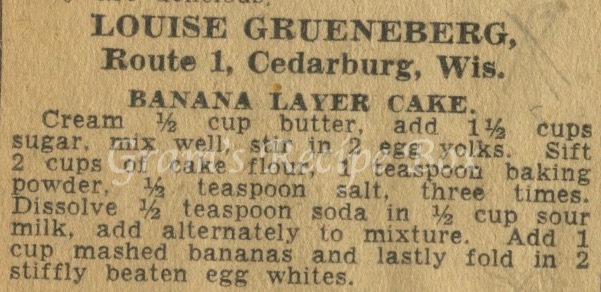 LOUISE GRUENEBERG,
Route 1, Cedarburg, Wis.
BANANA LAYER CAKE.
Cream ½ cup butter, add 1½ cups
sugar, mix well, stir in 2 egg yolks. Sift
2 cups of cake flour, 1 teaspoon baking
powder, ½ teaspoon salt, three times.
Dissolve ½ teaspoon soda in ½ cup sour
milk, add alternately to mixture. Add 1
cup mashed bananas and lastly fold in 2
stiffly beaten egg whites.
Gram's Recipe Box